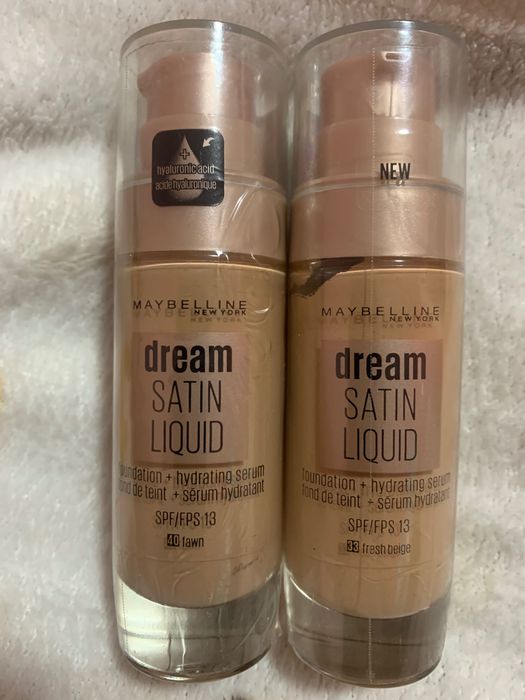 +
hyaluronic acid
acide hyaluronique
MAYBELLINE
NEW YORK
dream
SATIN
LIQUID
foundation + hydrating serum
fond de teint + sérum hydratant
SPF/FPS 13
40 fawn
NEW
MAYBELLINE
NEW YORK
dream
SATIN
LIQUID
foundation + hydrating serum
fond de teint + sérum hydratant
SPF/FPS 13
33 fresh beige